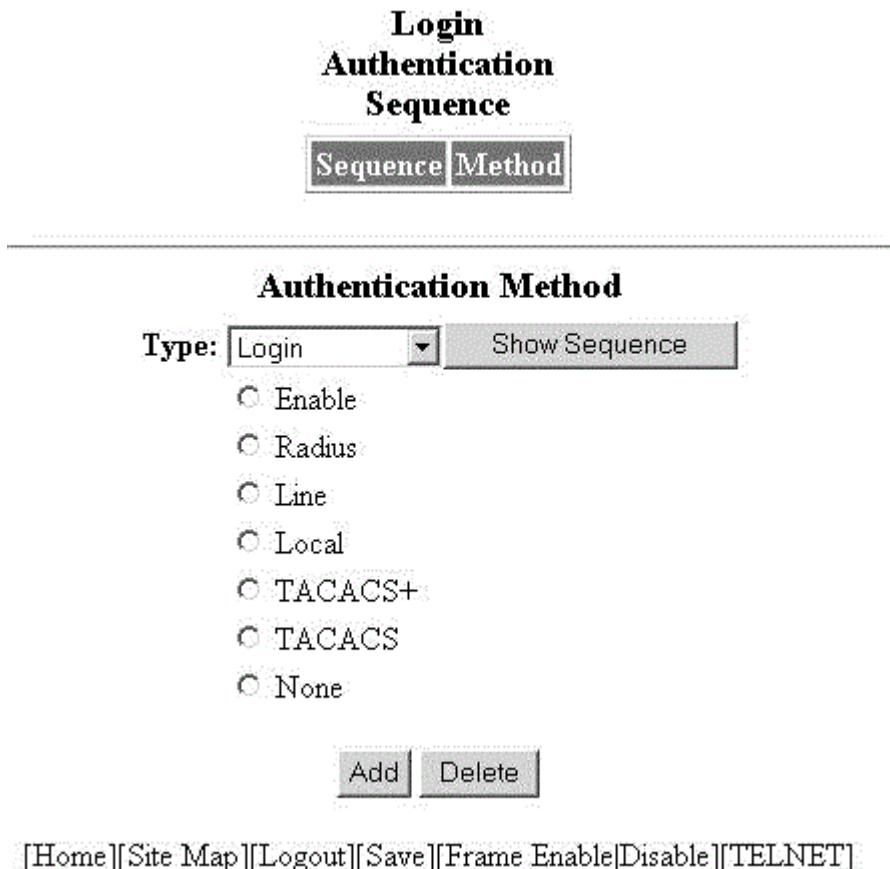 Login
Authentication
Sequence
Sequence Method
Authentication Method
Type: Login Show Sequence
Enable
Radius
Line
Local
TACACS+
TACACS
None
Add Delete
[Home][Site Map][Logout][Save][Frame Enable|Disable][TELNET]